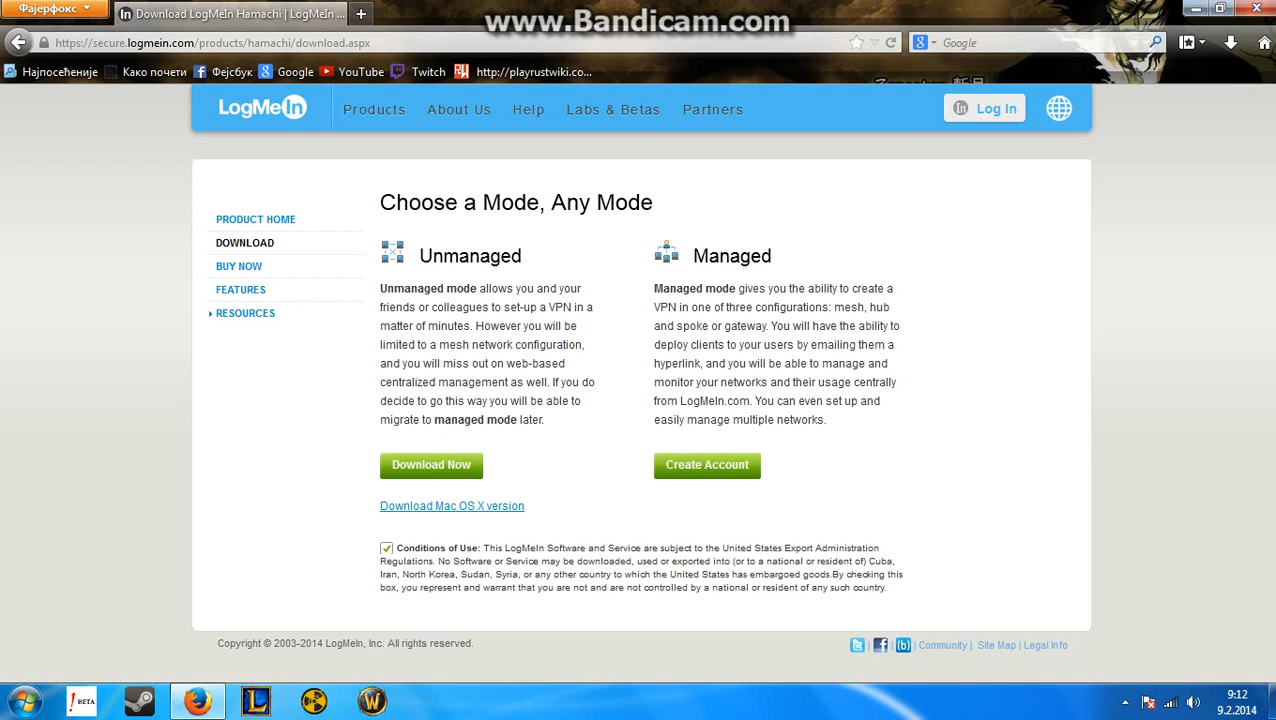 www.Bandicam.com
Фајерфокс
Download LogMeIn Hamachi | LogMeIn ...
https://secure.logmein.com/products/hamachi/download.aspx
Google
Најпосећеније
Како почети
Фејсбук
Google
YouTube
Twitch
http://playrustwiki.co...
LogMeIn
Products
About Us
Help
Labs & Betas
Partners
Log In
PRODUCT HOME
DOWNLOAD
BUY NOW
FEATURES
RESOURCES
Choose a Mode, Any Mode
Unmanaged
Unmanaged mode allows you and your
friends or colleagues to set-up a VPN in a
matter of minutes. However you will be
limited to a mesh network configuration,
and you will miss out on web-based
centralized management as well. If you do
decide to go this way you will be able to
migrate to managed mode later.
Download Now
Download Mac OS X version
Managed
Managed mode gives you the ability to create a
VPN in one of three configurations: mesh, hub
and spoke or gateway. You will have the ability to
deploy clients to your users by emailing them a
hyperlink, and you will be able to manage and
monitor your networks and their usage centrally
from LogMeIn.com. You can even set up and
easily manage multiple networks.
Create Account
Conditions of Use: This LogMeIn Software and Service are subject to the United States Export Administration
Regulations. No Software or Service may be downloaded, used or exported into (or to a national or resident of) Cuba,
Iran, North Korea, Sudan, Syria, or any other country to which the United States has embargoed goods.By checking this
box, you represent and warrant that you are not and are not controlled by a national or resident of any such country.
Copyright © 2003-2014 LogMeIn, Inc. All rights reserved.
| | | Community | Site Map | Legal Info
BETA
9:12
9.2.2014